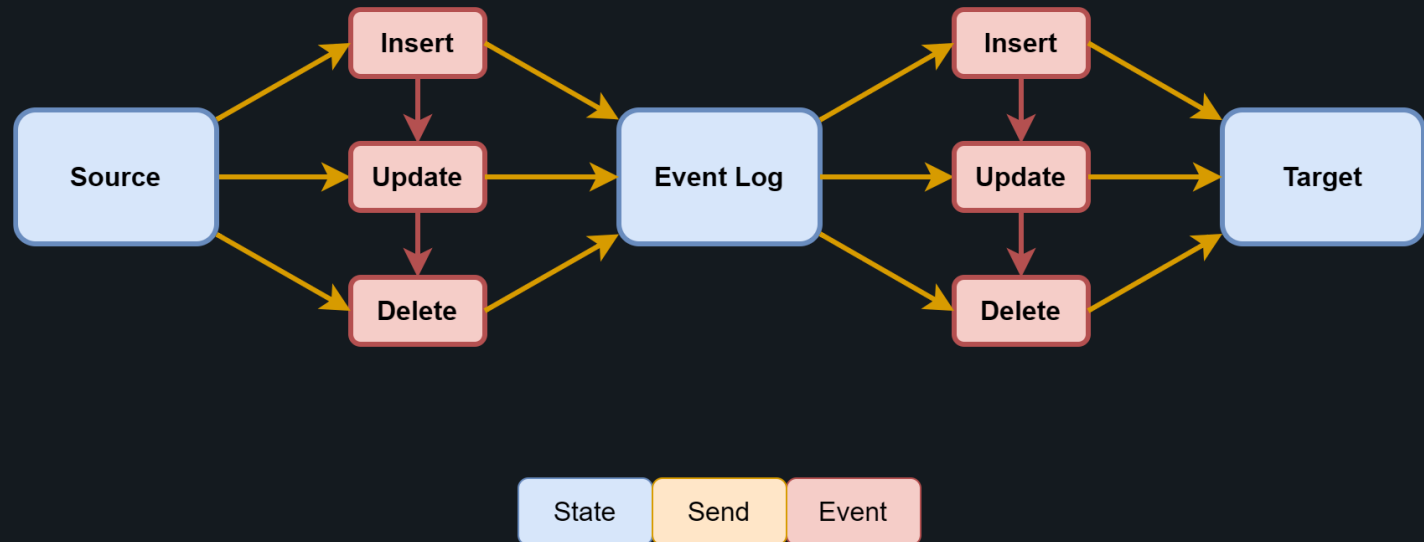 Insert
Insert
Source
Update
Event Log
Update
Target
Delete
Delete
State
Send
Event